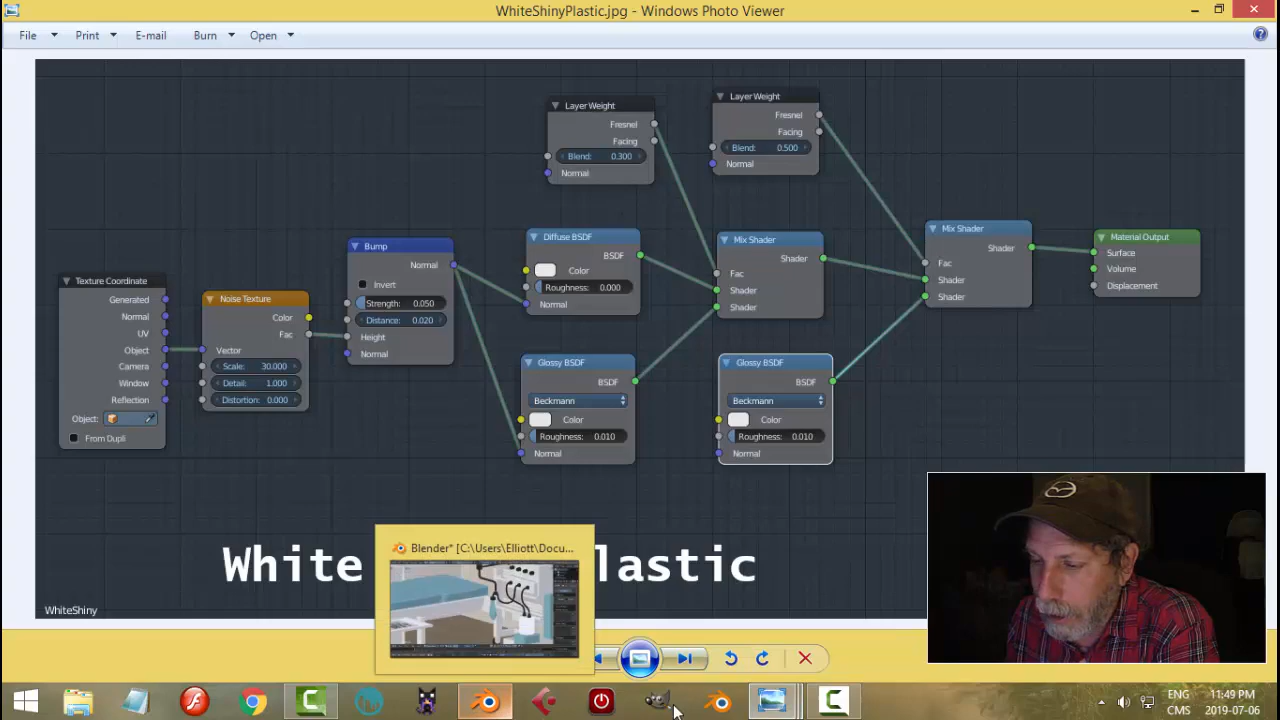 WhiteShinyPlastic.jpg - Windows Photo Viewer
File Print E-mail Burn Open
Layer Weight
Fresnel
Facing
Blend: 0.300
Normal
Layer Weight
Fresnel
Facing
Blend: 0.500
Normal
Texture Coordinate
Generated
Normal
UV
Object
Camera
Window
Reflection
Object:
From Dupli
Noise Texture
Color
Fac
Vector
Scale: 30.000
Detail: 1.000
Distortion: 0.000
Bump
Normal
Invert
Strength: 0.050
Distance: 0.020
Height
Normal
Diffuse BSDF
BSDF
Color
Roughness: 0.000
Normal
Glossy BSDF
BSDF
Beckmann
Color
Roughness: 0.010
Normal
Mix Shader
Shader
Fac
Shader
Shader
Glossy BSDF
BSDF
Beckmann
Color
Roughness: 0.010
Normal
Mix Shader
Shader
Fac
Shader
Shader
Material Output
Surface
Volume
Displacement
White lastic
WhiteShiny
Blender* [C:\Users\Elliott\Docu...
ENG
CMS
11:49 PM
2019-07-06